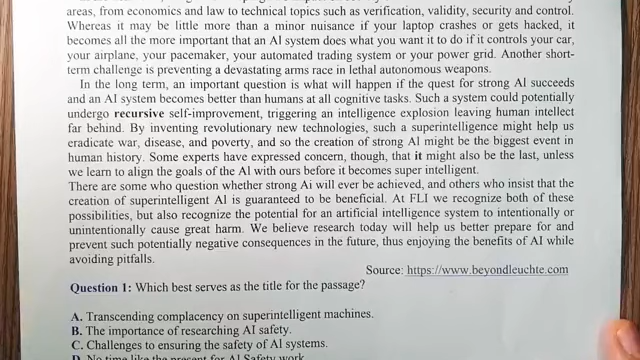 areas, from economics and law to technical topics such as verification, validity, security and control.
Whereas it may be little more than a minor nuisance if your laptop crashes or gets hacked, it
becomes all the more important that an AI system does what you want it to do if it controls your car,
your airplane, your pacemaker, your automated trading system or your power grid. Another short-
term challenge is preventing a devastating arms race in lethal autonomous weapons.
In the long term, an important question is what will happen if the quest for strong AI succeeds
and an AI system becomes better than humans at all cognitive tasks. Such a system could potentially
undergo recursive self-improvement, triggering an intelligence explosion leaving human intellect
far behind. By inventing revolutionary new technologies, such a superintelligence might help us
eradicate war, disease, and poverty, and so the creation of strong AI might be the biggest event in
human history. Some experts have expressed concern, though, that it might also be the last, unless
we learn to align the goals of the AI with ours before it becomes super intelligent.
There are some who question whether strong Ai will ever be achieved, and others who insist that the
creation of superintelligent AI is guaranteed to be beneficial. At FLI we recognize both of these
possibilities, but also recognize the potential for an artificial intelligence system to intentionally or
unintentionally cause great harm. We believe research today will help us better prepare for and
prevent such potentially negative consequences in the future, thus enjoying the benefits of AI while
avoiding pitfalls.
Source: https://www.beyondleuchte.com
Question 1: Which best serves as the title for the passage?
A. Transcending complacency on superintelligent machines.
B. The importance of researching AI safety.
C. Challenges to ensuring the safety of AI systems.
D. No time like the present for AI Safety work